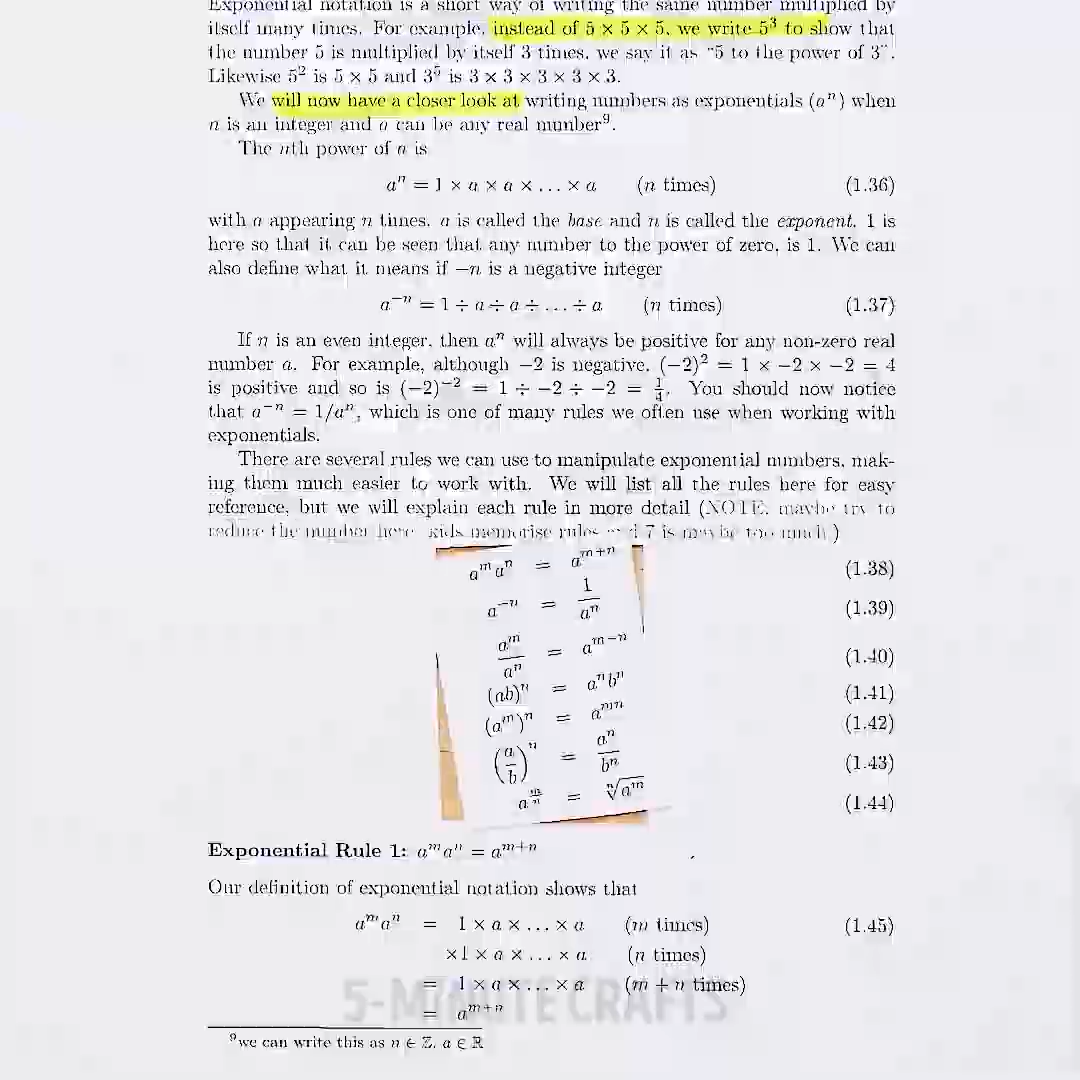 Exponential notation is a short way of writing the same number multiplied by
itself many times. For example, instead of 5 × 5 × 5, we write 5³ to show that
the number 5 is multiplied by itself 3 times, we say it as "5 to the power of 3".
Likewise 5² is 5 × 5 and 3⁵ is 3 × 3 × 3 × 3 × 3.
We will now have a closer look at writing numbers as exponentials (aⁿ) when
n is an integer and a can be any real number⁹.
The nth power of a is
aⁿ = 1 × a × a × ... × a (n times) (1.36)
with a appearing n times. a is called the base and n is called the exponent. 1 is
here so that it can be seen that any number to the power of zero, is 1. We can
also define what it means if −n is a negative integer
a⁻ⁿ = 1 ÷ a ÷ a ÷ ... ÷ a (n times) (1.37)
If n is an even integer, then aⁿ will always be positive for any non-zero real
number a. For example, although −2 is negative, (−2)² = 1 × −2 × −2 = 4
is positive and so is (−2)⁻² = 1 ÷ −2 ÷ −2 = 1/4. You should now notice
that a⁻ⁿ = 1/aⁿ, which is one of many rules we often use when working with
exponentials.
There are several rules we can use to manipulate exponential numbers, mak-
ing them much easier to work with. We will list all the rules here for easy
reference, but we will explain each rule in more detail (NOTE: maybe try to
reduce the number here kids memorise rules 7 is maybe too much)
aᵐaⁿ = aᵐ⁺ⁿ (1.38)
a⁻ⁿ = 1/aⁿ (1.39)
aᵐ/aⁿ = aᵐ⁻ⁿ (1.40)
(ab)ⁿ = aⁿbⁿ (1.41)
(aᵐ)ⁿ = aᵐⁿ (1.42)
(a/b)ⁿ = aⁿ/bⁿ (1.43)
a^(m/n) = ⁿ√aᵐ (1.44)
Exponential Rule 1: aᵐaⁿ = aᵐ⁺ⁿ
Our definition of exponential notation shows that
aᵐaⁿ = 1 × a × ... × a (m times) (1.45)
×1 × a × ... × a (n times)
= 1 × a × ... × a (m + n times)
= aᵐ⁺ⁿ
5-MINUTE CRAFTS
⁹we can write this as n ∈ ℤ, a ∈ ℝ